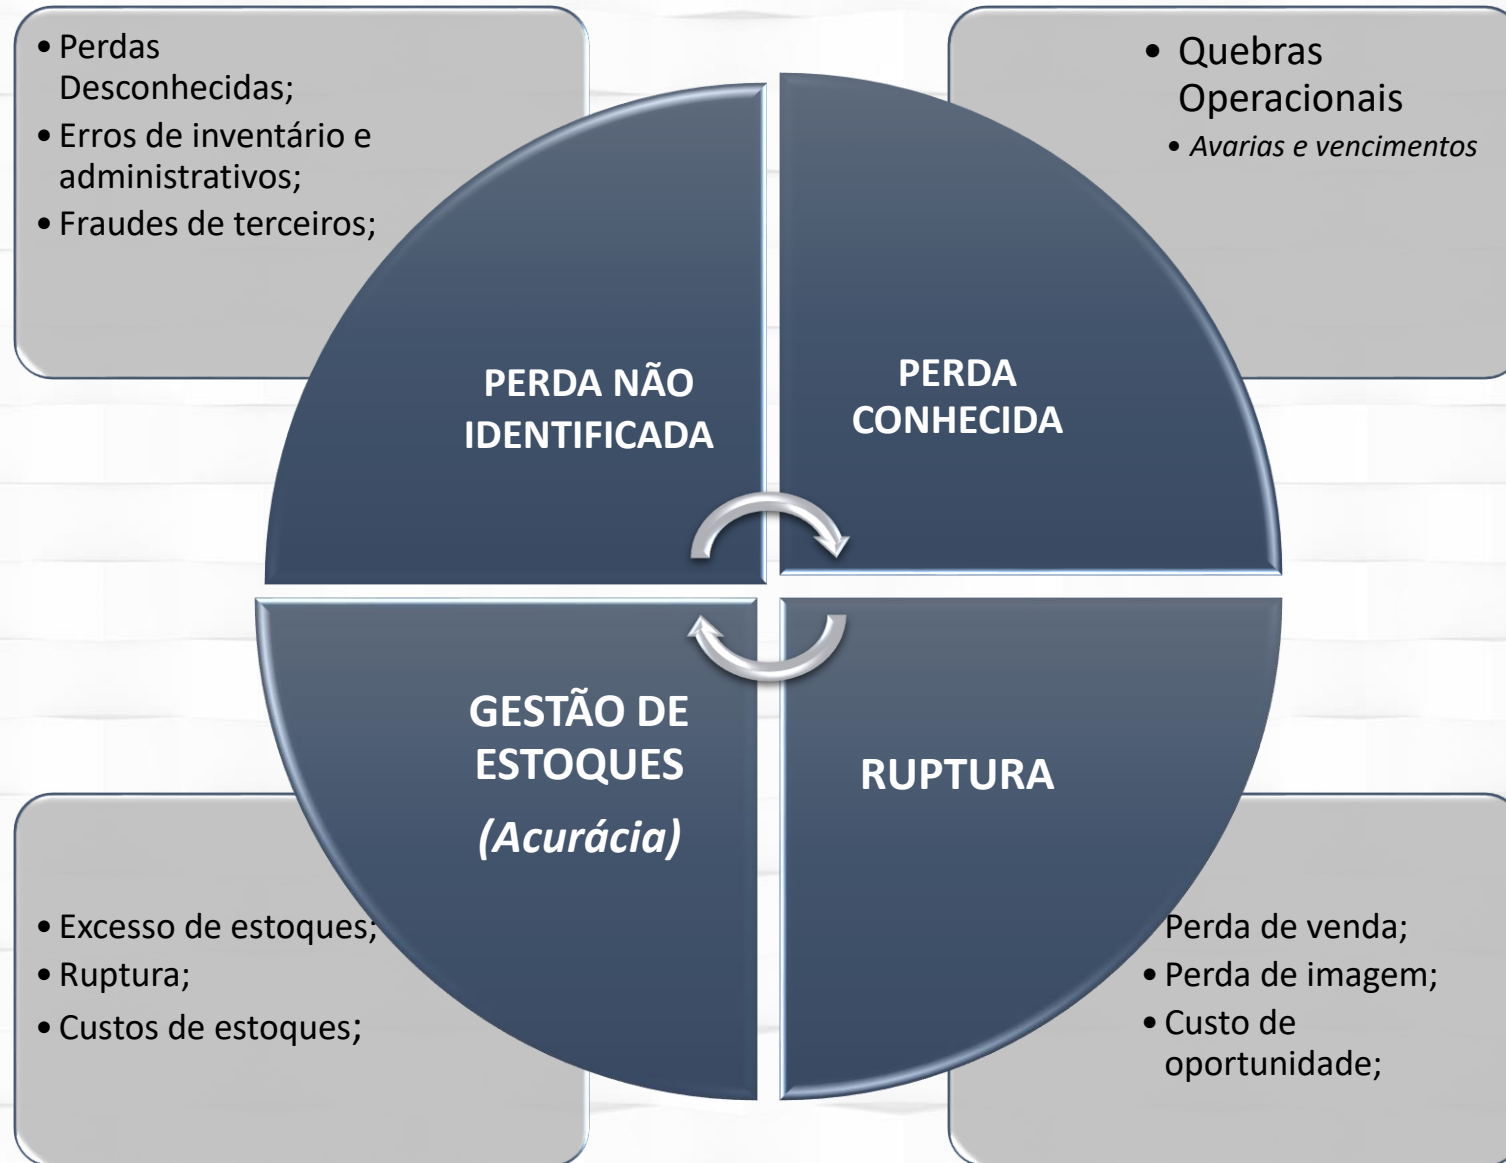 • Perdas
Desconhecidas;
• Erros de inventário e
administrativos;
• Fraudes de terceiros;
• Quebras
Operacionais
• Avarias e vencimentos
PERDA NÃO
IDENTIFICADA
PERDA
CONHECIDA
GESTÃO DE
ESTOQUES
(Acurácia)
RUPTURA
• Excesso de estoques;
• Ruptura;
• Custos de estoques;
Perda de venda;
• Perda de imagem;
• Custo de
oportunidade;